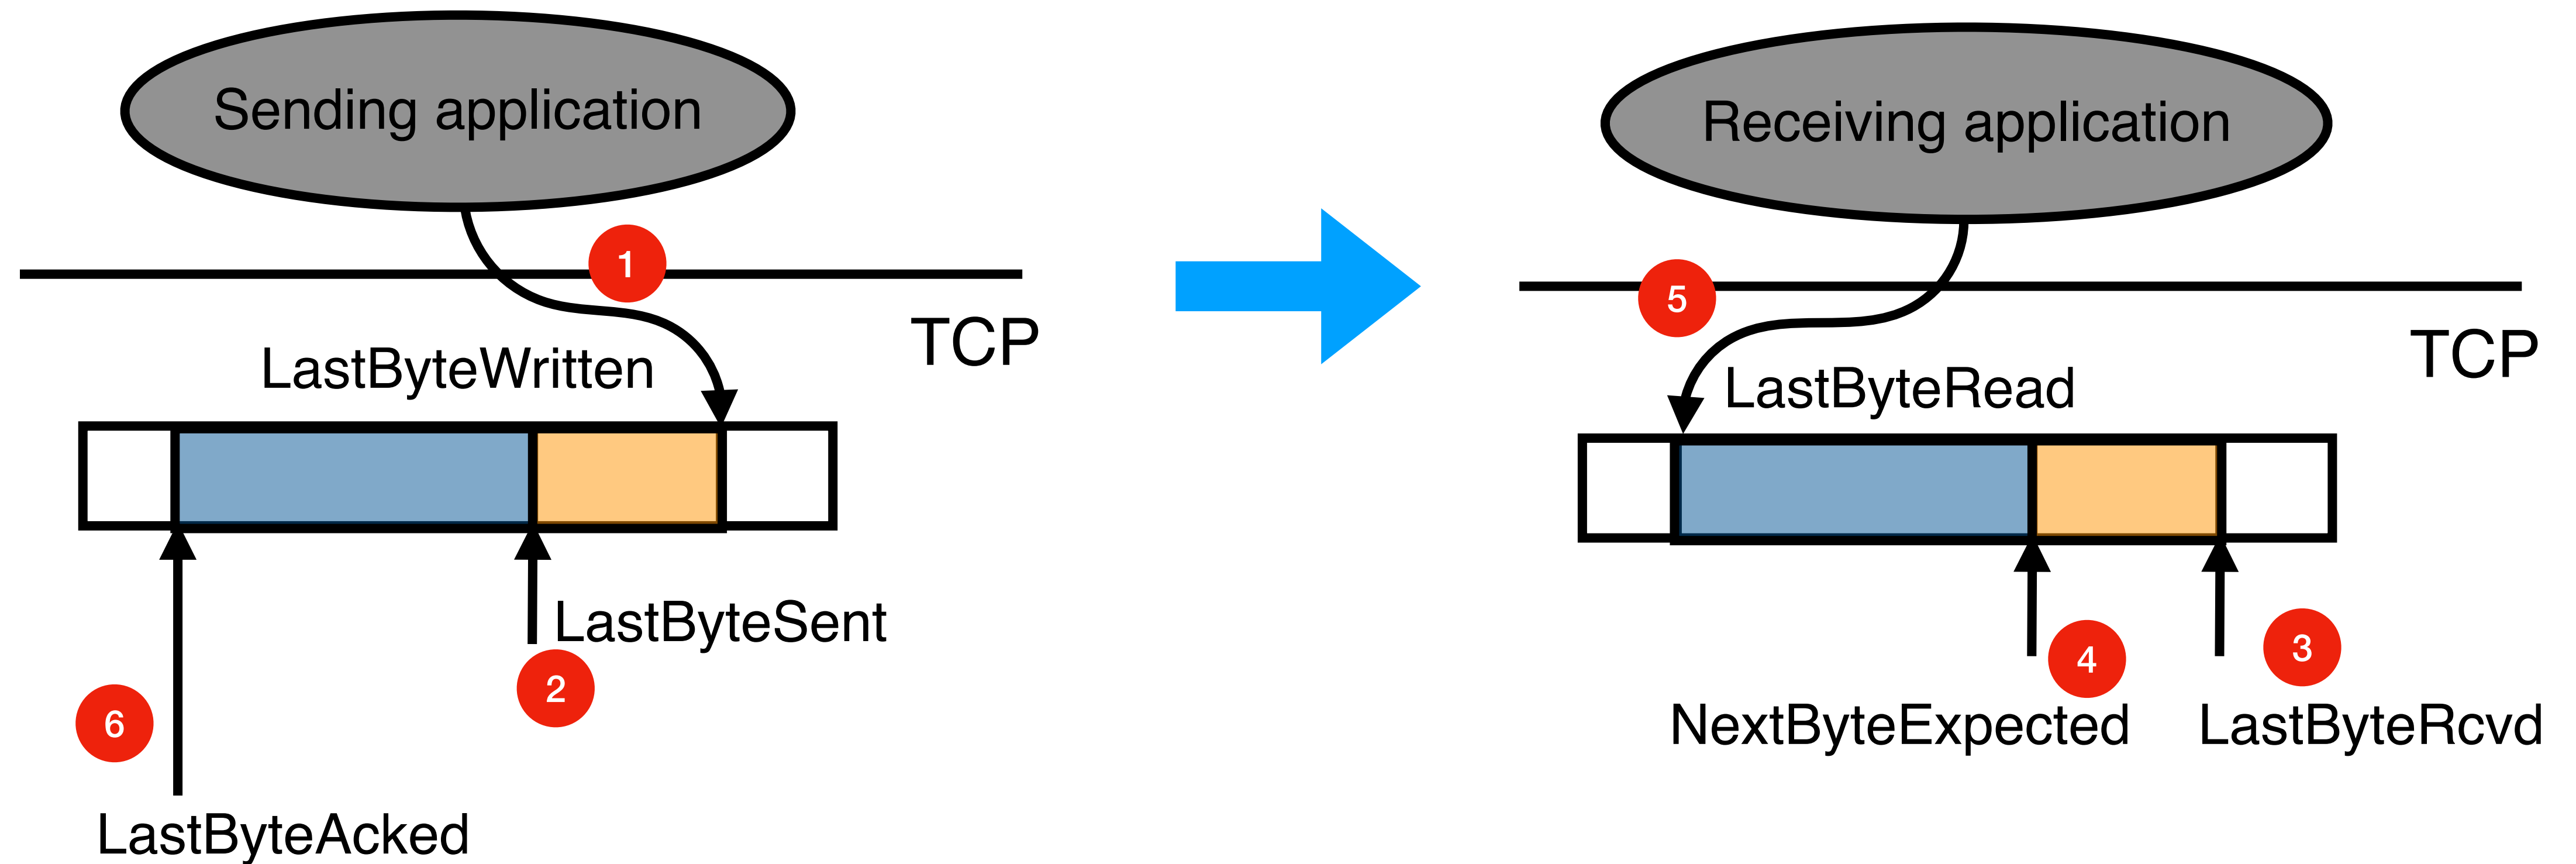 Sending application
1
TCP
LastByteWritten
LastByteSent
2
6
LastByteAcked
Receiving application
5
TCP
LastByteRead
4
3
NextByteExpected
LastByteRcvd